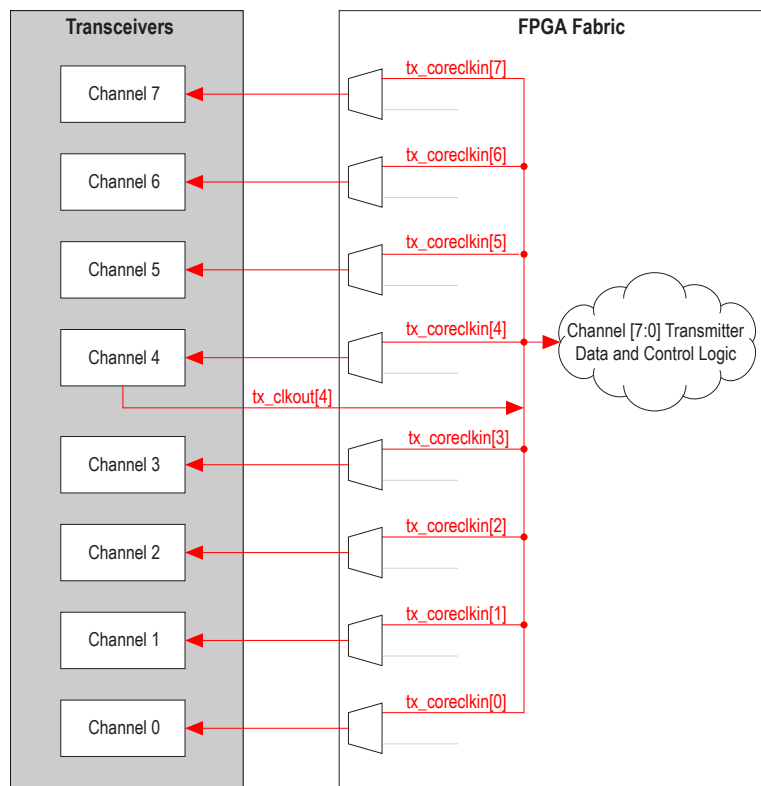 Transceivers
FPGA Fabric
Channel 7
tx_coreclkin[7]
Channel 6
tx_coreclkin[6]
Channel 5
tx_coreclkin[5]
Channel 4
tx_coreclkin[4]
Channel [7:0] Transmitter
Data and Control Logic
tx_clkout[4]
Channel 3
tx_coreclkin[3]
Channel 2
tx_coreclkin[2]
Channel 1
tx_coreclkin[1]
Channel 0
tx_coreclkin[0]